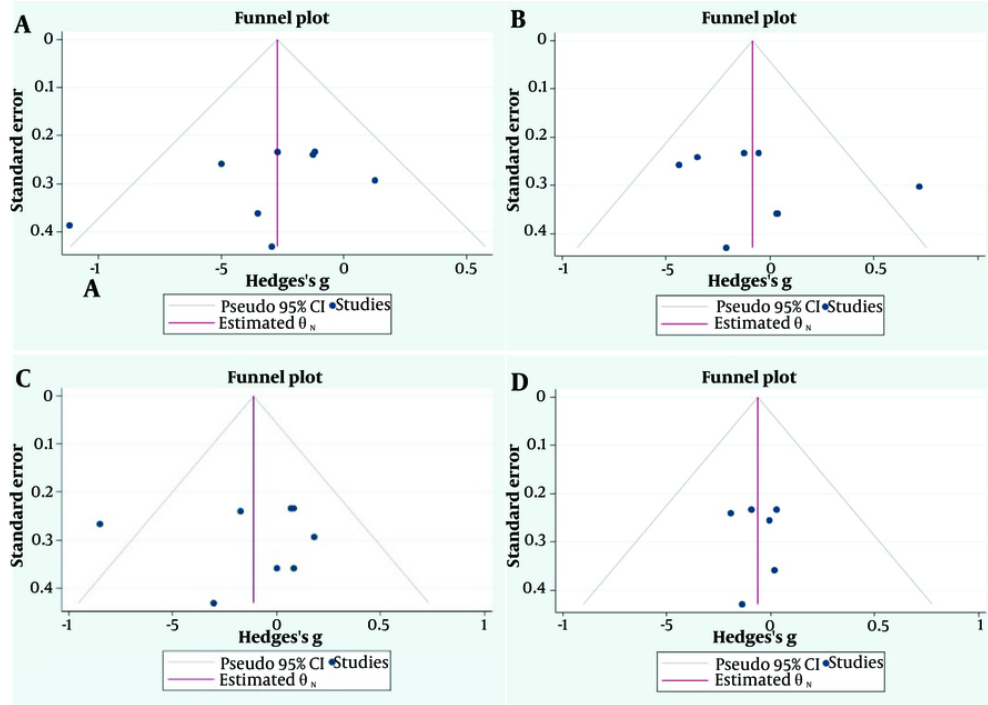 A
Funnel plot
Standard error
0
0.1
0.2
0.3
0.4
-1
-5
0
0.5
Hedges's g
A
Pseudo 95% CI
Studies
Estimated θ N
B
Funnel plot
Standard error
0
0.1
0.2
0.3
0.4
-1
-5
0
0.5
Hedges's g
Pseudo 95% CI
Studies
Estimated θ N
C
Funnel plot
Standard error
0
0.1
0.2
0.3
0.4
-1
-5
0
0.5
1
Hedges's g
Pseudo 95% CI
Studies
Estimated θ N
D
Funnel plot
Standard error
0
0.1
0.2
0.3
0.4
-1
-5
0
0.5
1
Hedges's g
Pseudo 95% CI
Studies
Estimated θ N